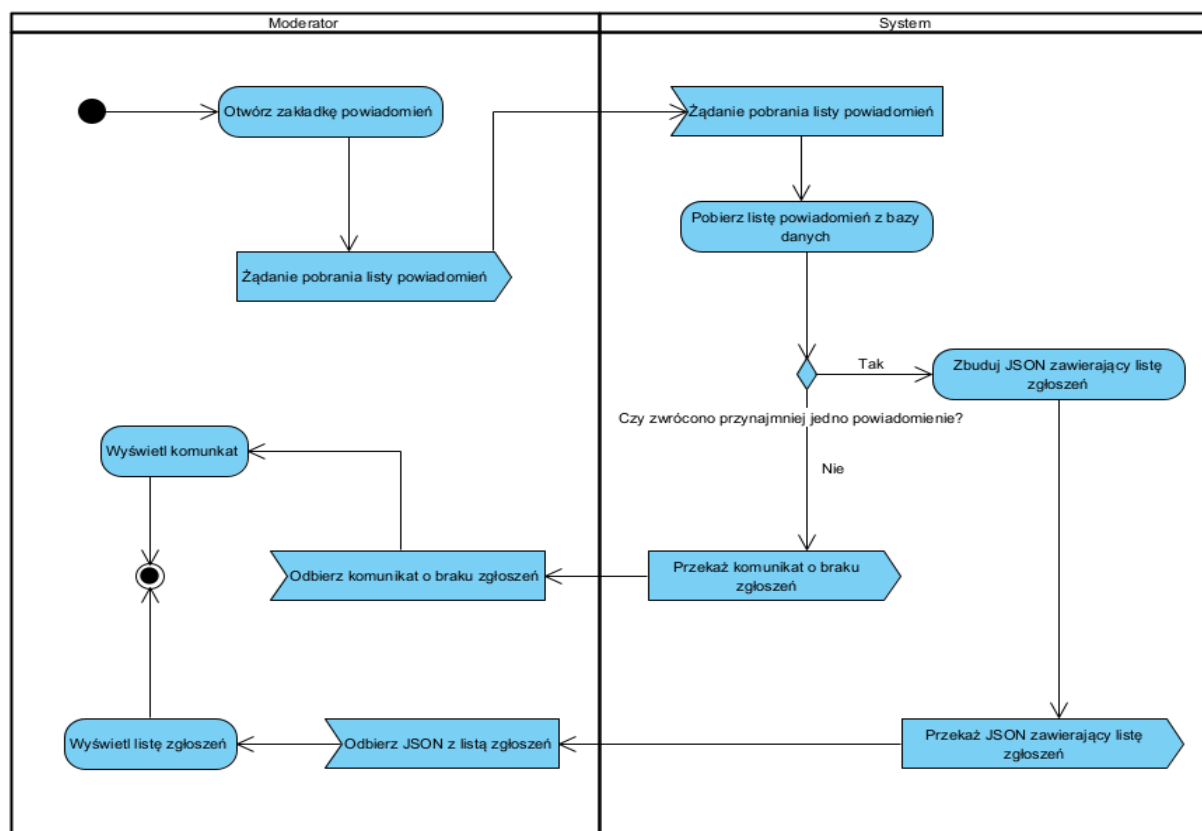 Moderator
System
Otwórz zakładkę powiadomień
Żądanie pobrania listy powiadomień
Żądanie pobrania listy powiadomień
Pobierz listę powiadomień z bazy
danych
Tak
Zbuduj JSON zawierający listę
zgłoszeń
Czy zwrócono przynajmniej jedno powiadomienie?
Nie
Wyświetl komunkat
Odbierz komunikat o braku zgłoszeń
Przekaż komunikat o braku
zgłoszeń
Wyświetl listę zgłoszeń
Odbierz JSON z listą zgłoszeń
Przekaż JSON zawierający listę
zgłoszeń